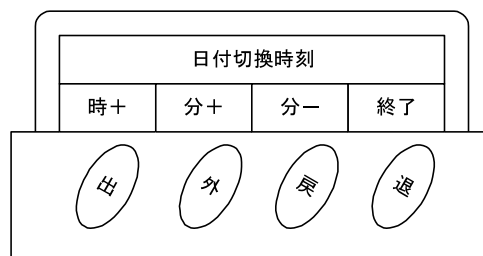 日付切換時刻
時＋ 分＋ 分－ 終了
出 外 戻 退